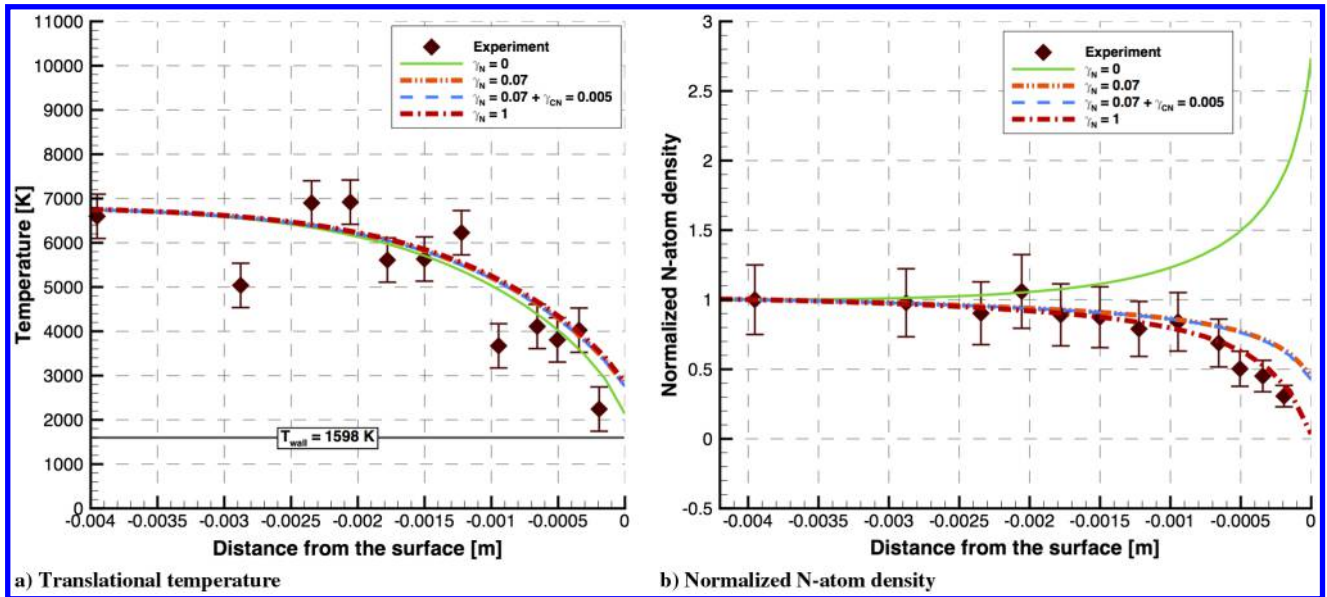 11000
10000
9000
8000
7000
6000
5000
4000
3000
2000
1000
0
Temperature [K]
Experiment
γN = 0
γN = 0.07
γN = 0.07 + γCN = 0.005
γN = 1
Twall = 1598 K
-0.004 -0.0035 -0.003 -0.0025 -0.002 -0.0015 -0.001 -0.0005 0
Distance from the surface [m]
a) Translational temperature
3
2.5
2
1.5
1
0.5
0
-0.5
Normalized N-atom density
Experiment
γN = 0
γN = 0.07
γN = 0.07 + γCN = 0.005
γN = 1
-0.004 -0.0035 -0.003 -0.0025 -0.002 -0.0015 -0.001 -0.0005 0
Distance from the surface [m]
b) Normalized N-atom density